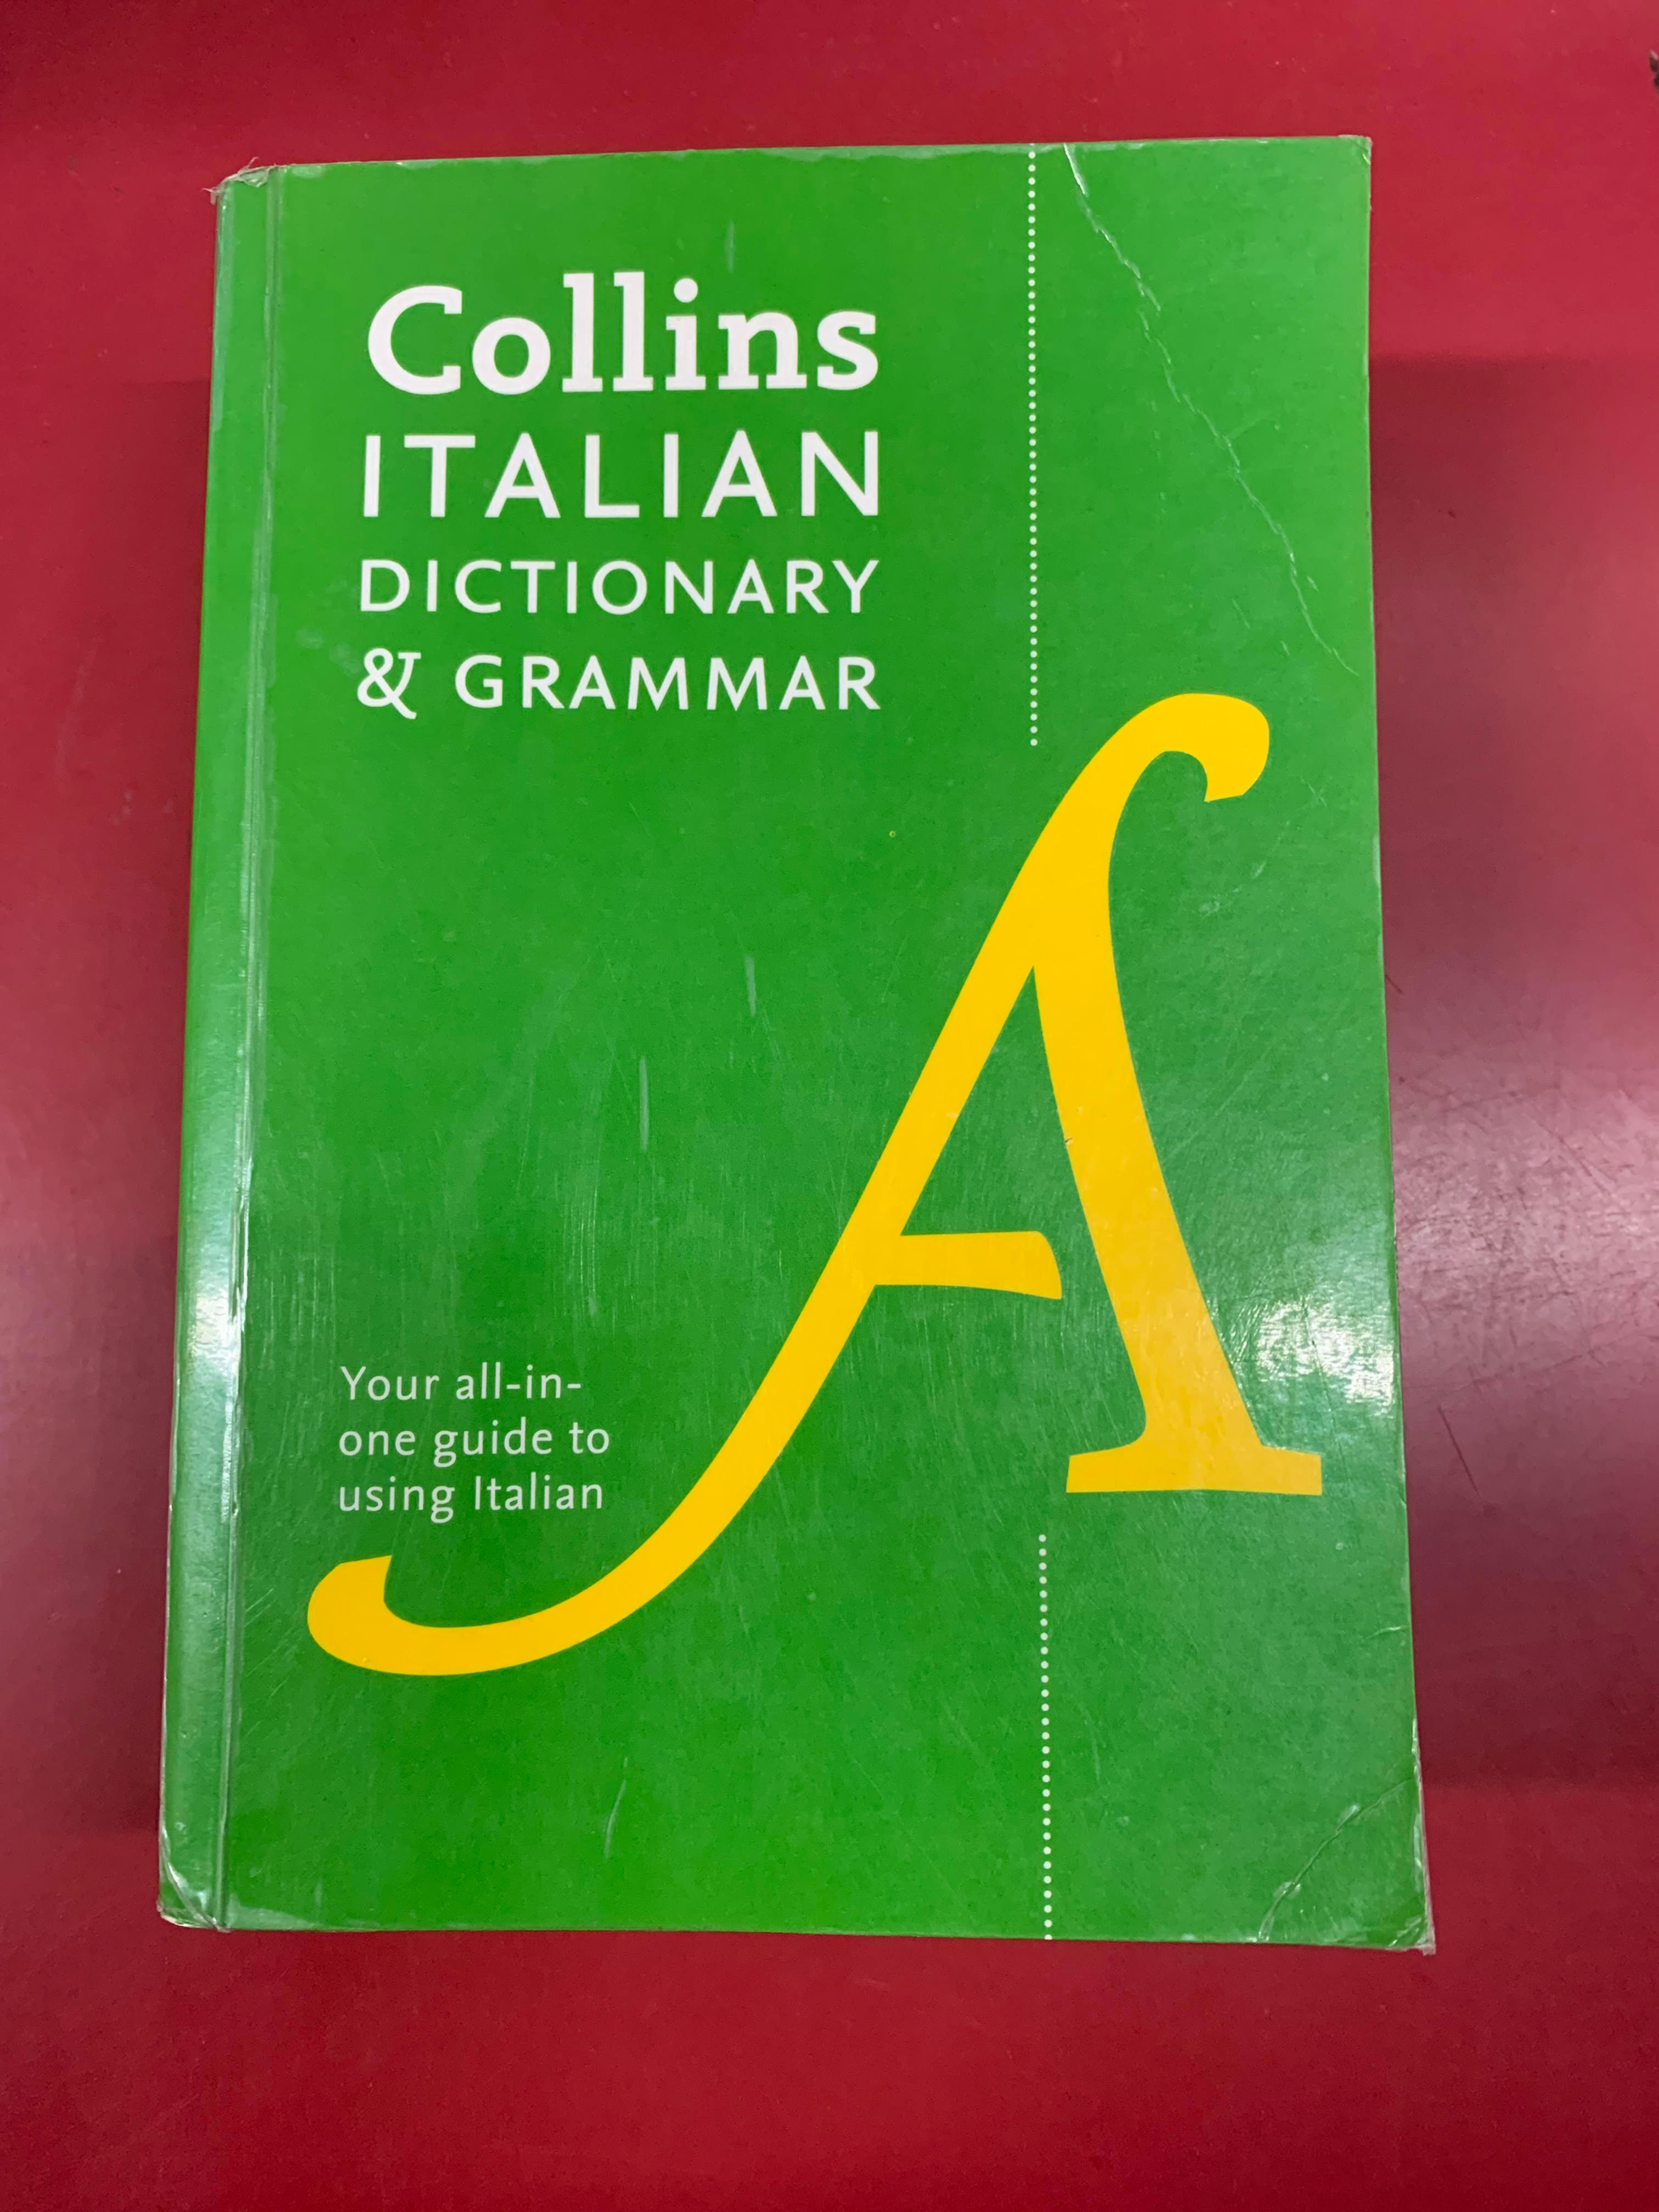 Collins
ITALIAN
DICTIONARY
& GRAMMAR
A
Your all-in-
one guide to
using Italian